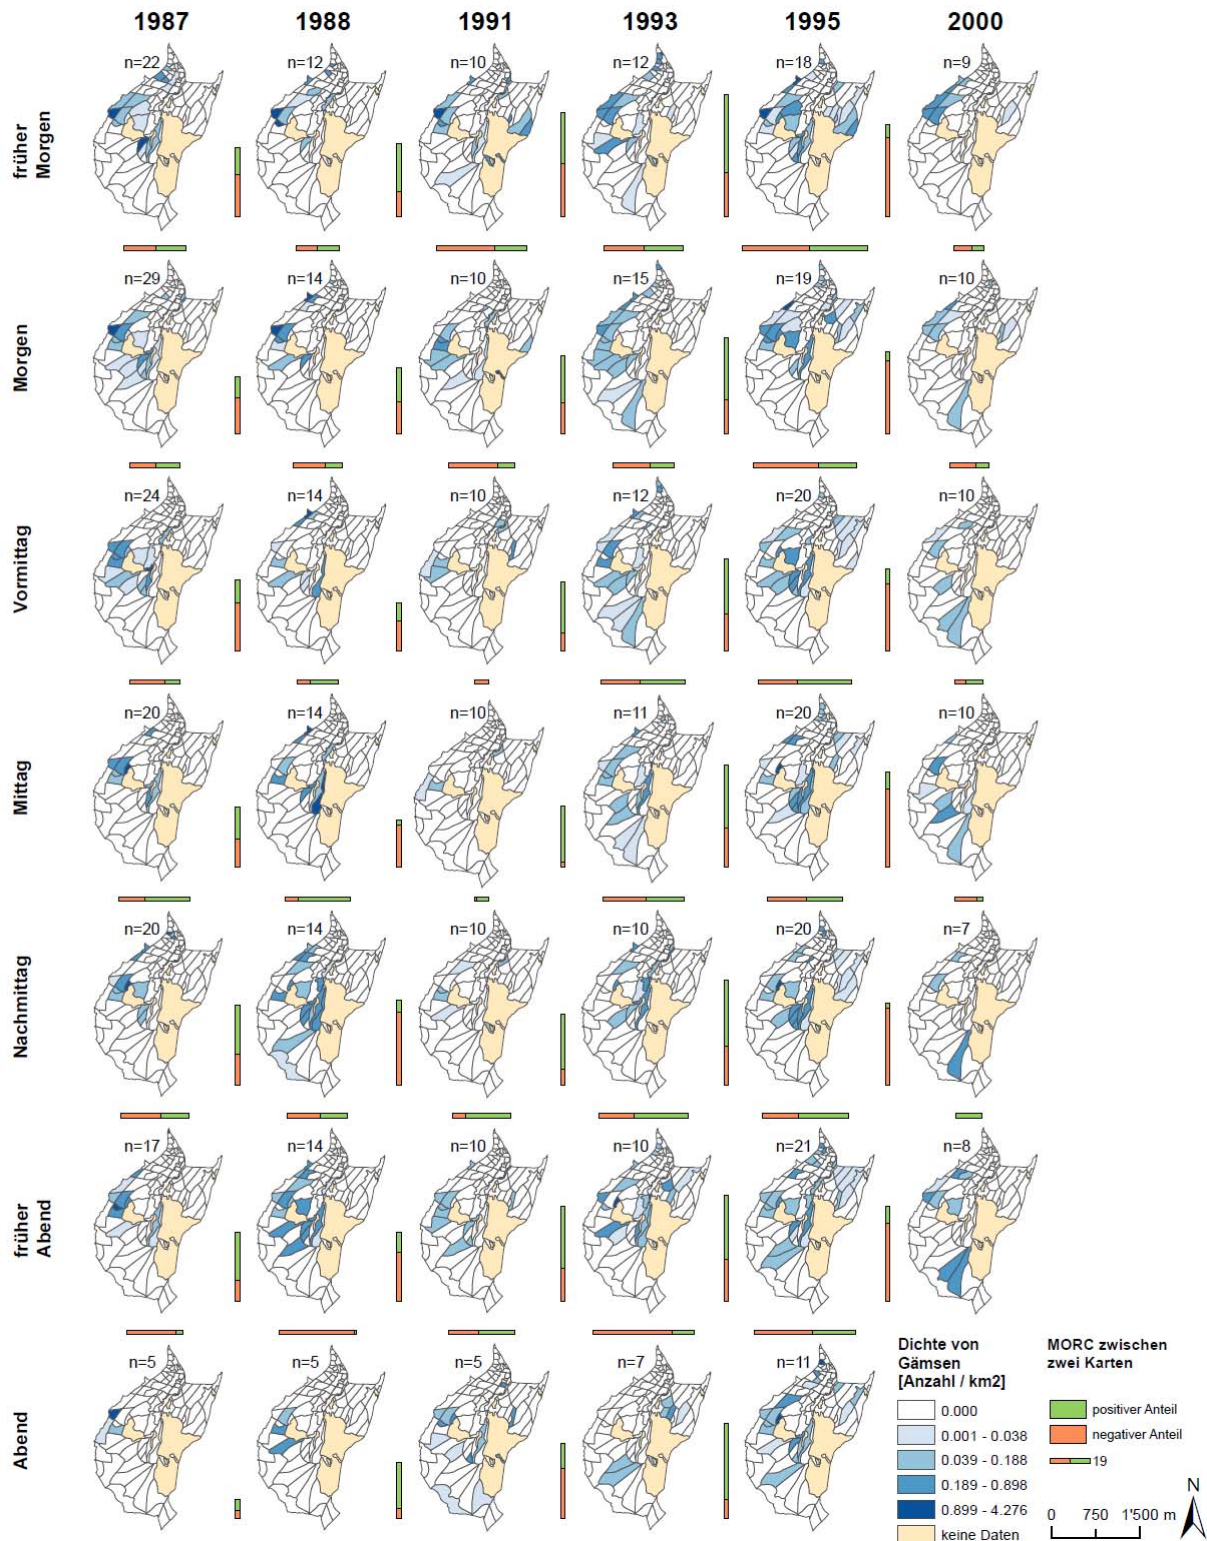 1987 1988 1991 1993 1995 2000
früher
Morgen
n=22 n=12 n=10 n=12 n=18 n=9
Morgen
n=29 n=14 n=10 n=15 n=19 n=10
Vormittag
n=24 n=14 n=10 n=12 n=20 n=10
Mittag
n=20 n=14 n=10 n=11 n=20 n=10
Nachmittag
n=20 n=14 n=10 n=10 n=20 n=7
früher
Abend
n=17 n=14 n=10 n=10 n=21 n=8
Abend
n=5 n=5 n=5 n=7 n=11
Dichte von
Gämsen
[Anzahl / km2]
0.000
0.001 - 0.038
0.039 - 0.188
0.189 - 0.898
0.899 - 4.276
keine Daten
MORC zwischen
zwei Karten
positiver Anteil
negativer Anteil
19
N
0 750 1'500 m